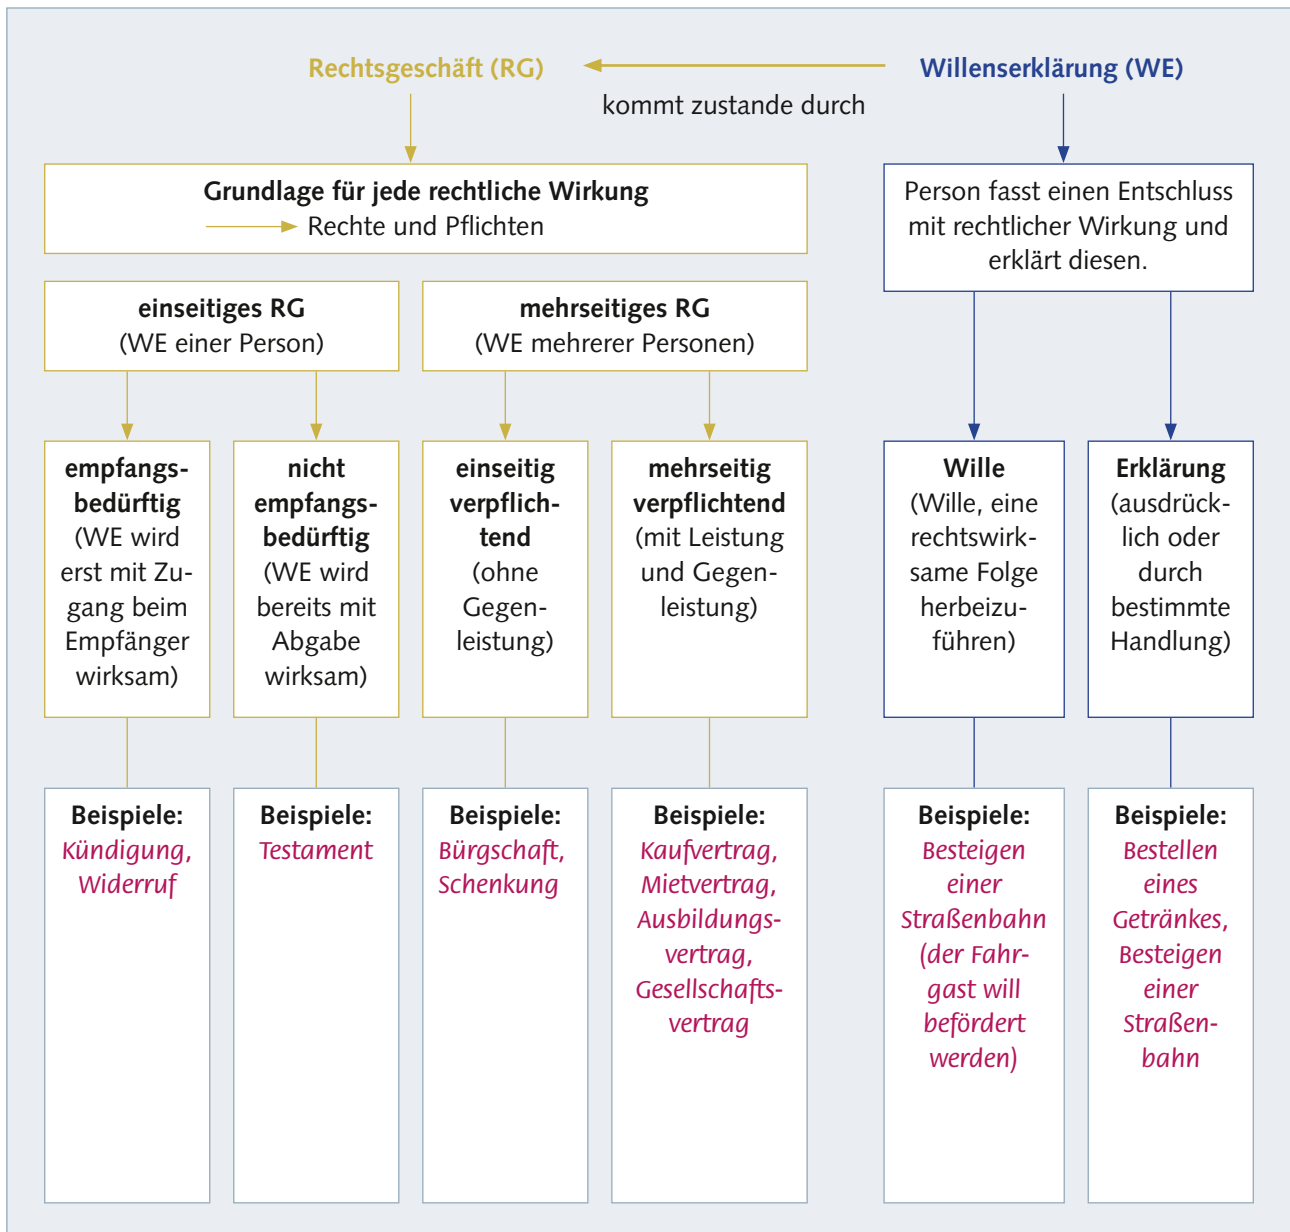 Rechtsgeschäft (RG)
Willenserklärung (WE)
kommt zustande durch
Grundlage für jede rechtliche Wirkung
Rechte und Pflichten
Person fasst einen Entschluss
mit rechtlicher Wirkung und
erklärt diesen.
einseitiges RG
(WE einer Person)
mehrseitiges RG
(WE mehrerer Personen)
empfangs-
bedürftig
(WE wird
erst mit Zu-
gang beim
Empfänger
wirksam)
nicht
empfangs-
bedürftig
(WE wird
bereits mit
Abgabe
wirksam)
einseitig
verpflich-
tend
(ohne
Gegen-
leistung)
mehrseitig
verpflichtend
(mit Leistung
und Gegen-
leistung)
Wille
(Wille, eine
rechtswirk-
same Folge
herbeizu-
führen)
Erklärung
(ausdrück-
lich oder
durch
bestimmte
Handlung)
Beispiele:
Kündigung,
Widerruf
Beispiele:
Testament
Beispiele:
Bürgschaft,
Schenkung
Beispiele:
Kaufvertrag,
Mietvertrag,
Ausbildungs-
vertrag,
Gesellschafts-
vertrag
Beispiele:
Besteigen
einer
Straßenbahn
(der Fahr-
gast will
befördert
werden)
Beispiele:
Bestellen
eines
Getränkes,
Besteigen
einer
Straßen-
bahn